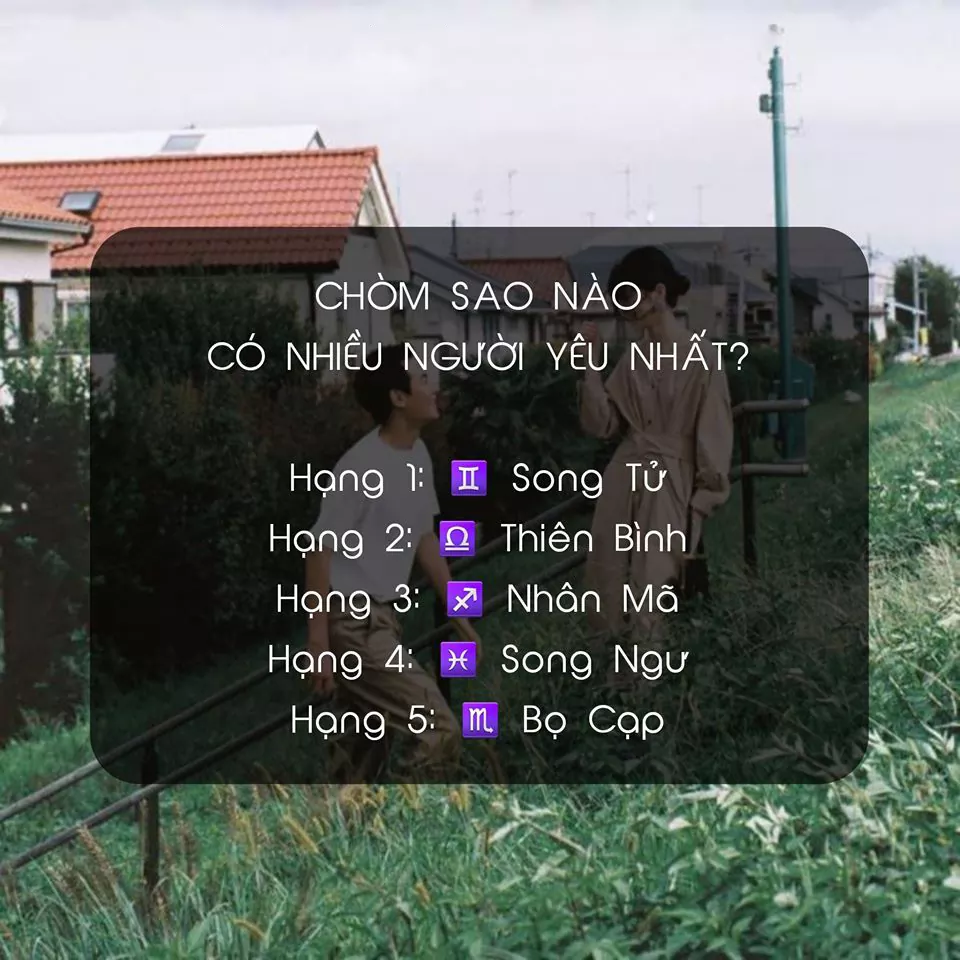 CHÒM SAO NÀO
CÓ NHIỀU NGƯỜI YÊU NHẤT?
Hạng 1: ♊ Song Tử
Hạng 2: ♎ Thiên Bình
Hạng 3: ♐ Nhân Mã
Hạng 4: ♓ Song Ngư
Hạng 5: ♏ Bọ Cạp